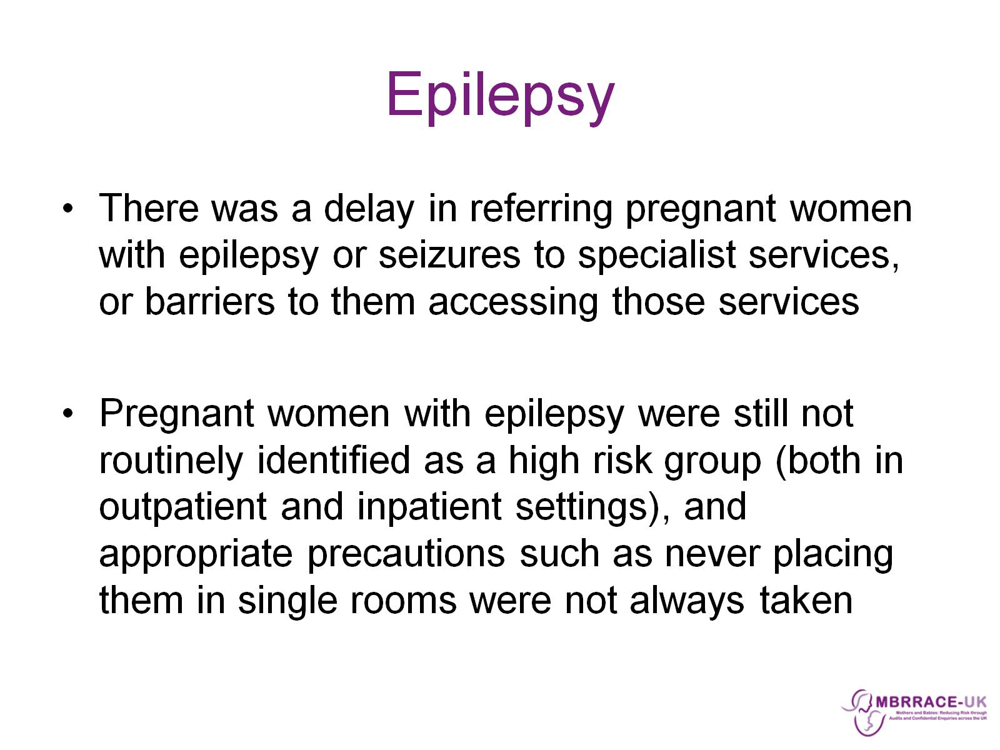 Epilepsy
• There was a delay in referring pregnant women
with epilepsy or seizures to specialist services,
or barriers to them accessing those services
• Pregnant women with epilepsy were still not
routinely identified as a high risk group (both in
outpatient and inpatient settings), and
appropriate precautions such as never placing
them in single rooms were not always taken
MBRRACE-UK
Mothers and Babies: Reducing Risk through
Audits and Confidential Enquiries across the UK